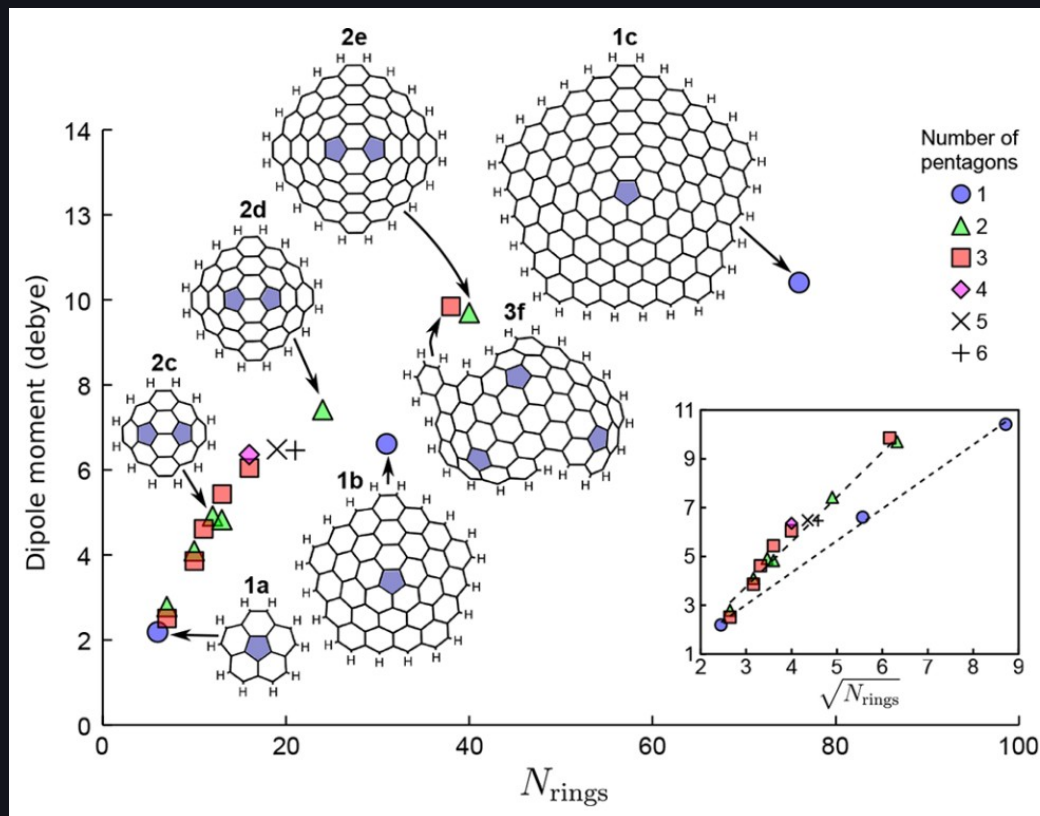 2e
1c
H H
H H
H H
H H
H H
H H
H H
H H
2d
H H
H H
H H
H H
H H
H H
2c
H H
H H
H H
H H
H H
3f
H H
H H
1b
H H
H H
H H
H H
H H
1a
H H
H H
H H
H H
H H
Number of
pentagons
1
2
3
4
5
6
Dipole moment (debye)
14
13
10
8
6
4
2
0
0 20 40 60 80 100
N_rings
11
9
7
5
3
1
2 3 4 5 6 7 8 9
√N_rings